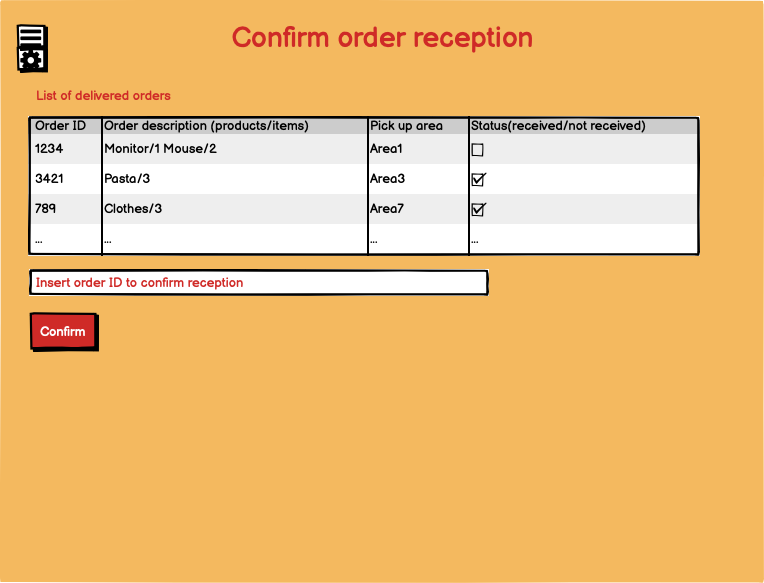 Confirm order reception
List of delivered orders
Order ID Order description (products/items) Pick up area Status(received/not received)
1234 Monitor/1 Mouse/2 Area1
3421 Pasta/3 Area3
789 Clothes/3 Area7
... ... ... ...
Insert order ID to confirm reception
Confirm